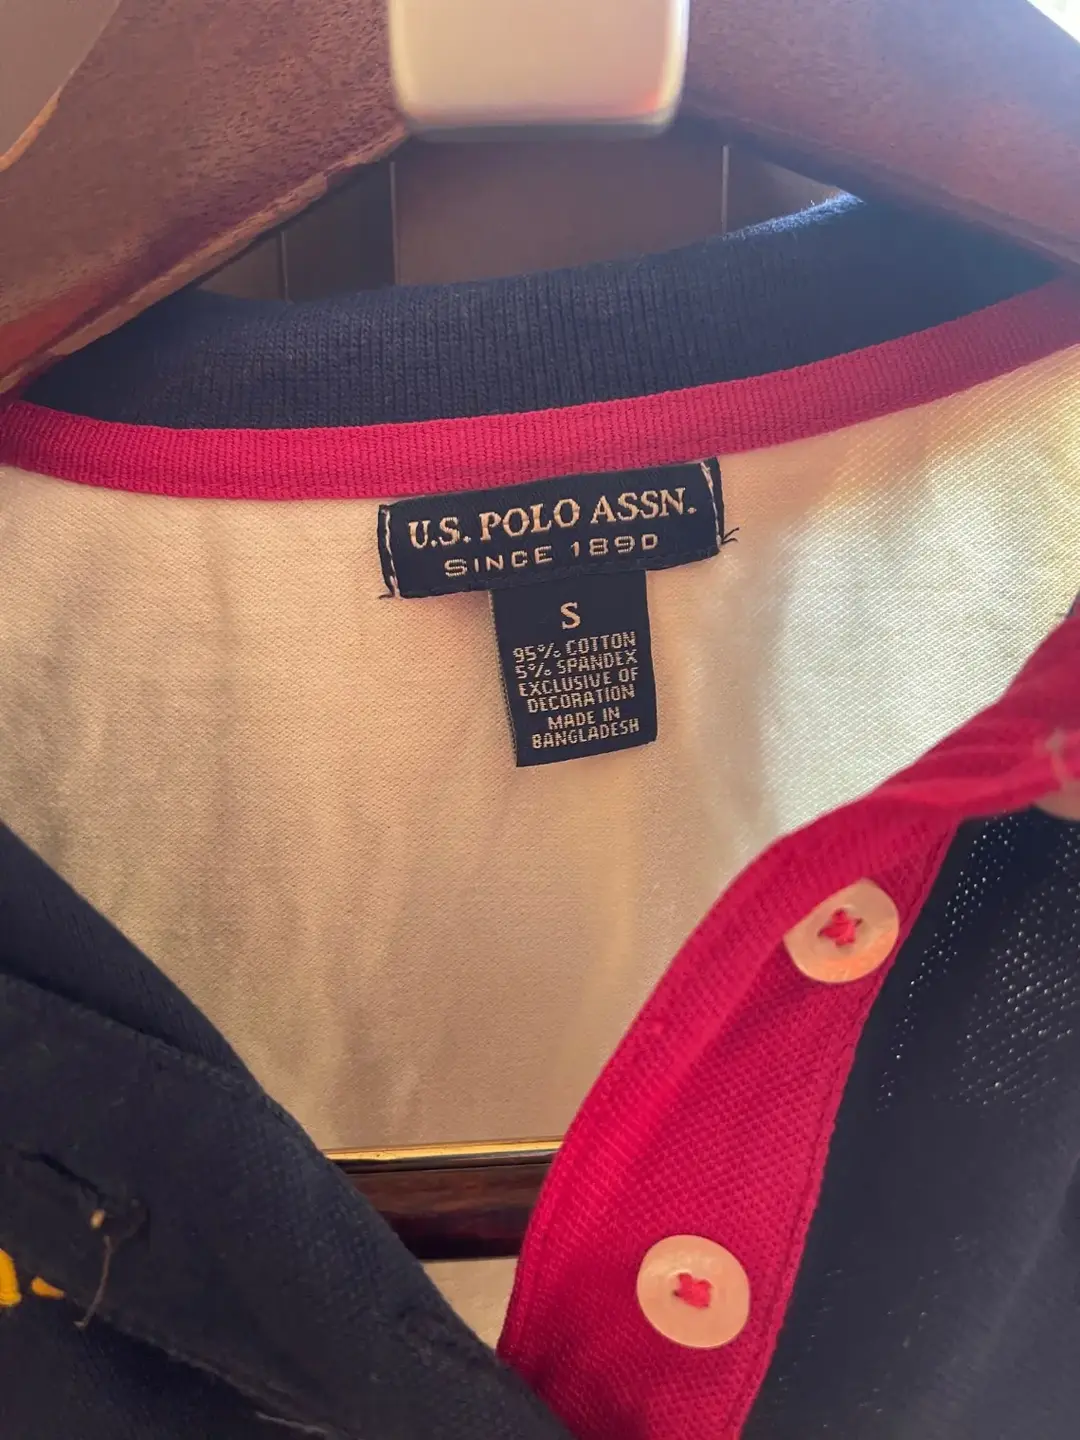 U.S. POLO ASSN.
SINCE 1890
S
95% COTTON
5% SPANDEX
EXCLUSIVE OF
DECORATION
MADE IN
BANGLADESH